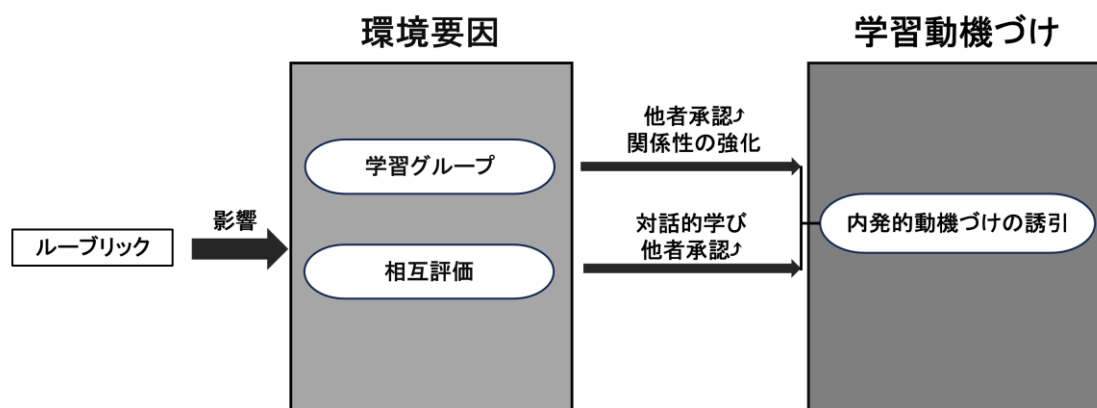 環境要因
学習動機づけ
他者承認⤴
関係性の強化
学習グループ
影響
対話的学び
他者承認⤴
内発的動機づけの誘引
ルーブリック
相互評価